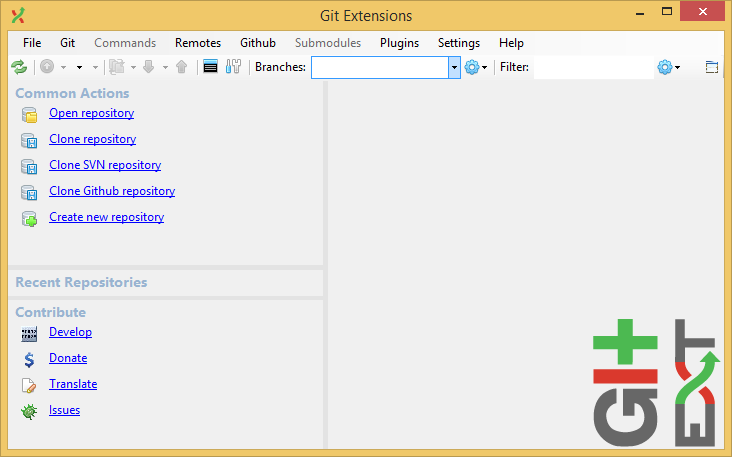 Git Extensions
File Git Commands Remotes Github Submodules Plugins Settings Help
Branches: Filter:
Common Actions
Open repository
Clone repository
Clone SVN repository
Clone Github repository
Create new repository
Recent Repositories
Contribute
Develop
Donate
Translate
Issues
GIT
EXT